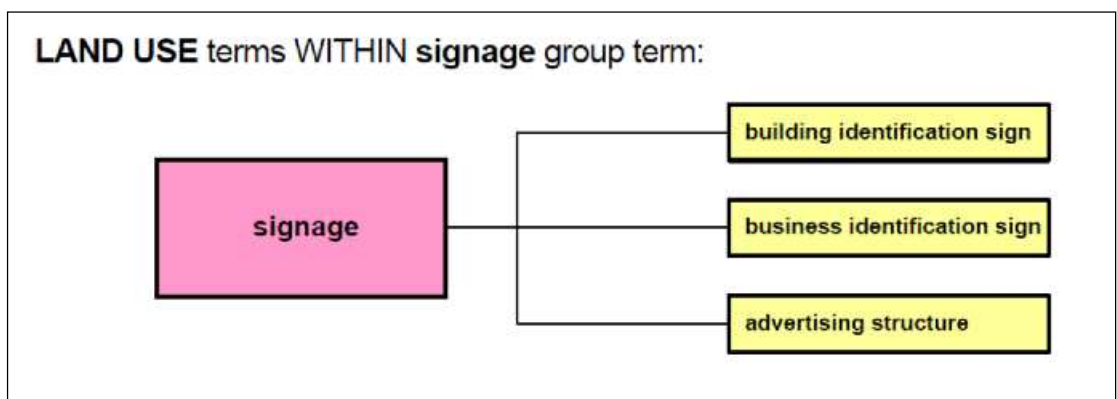 LAND USE terms WITHIN signage group term:
building identification sign
signage
business identification sign
advertising structure